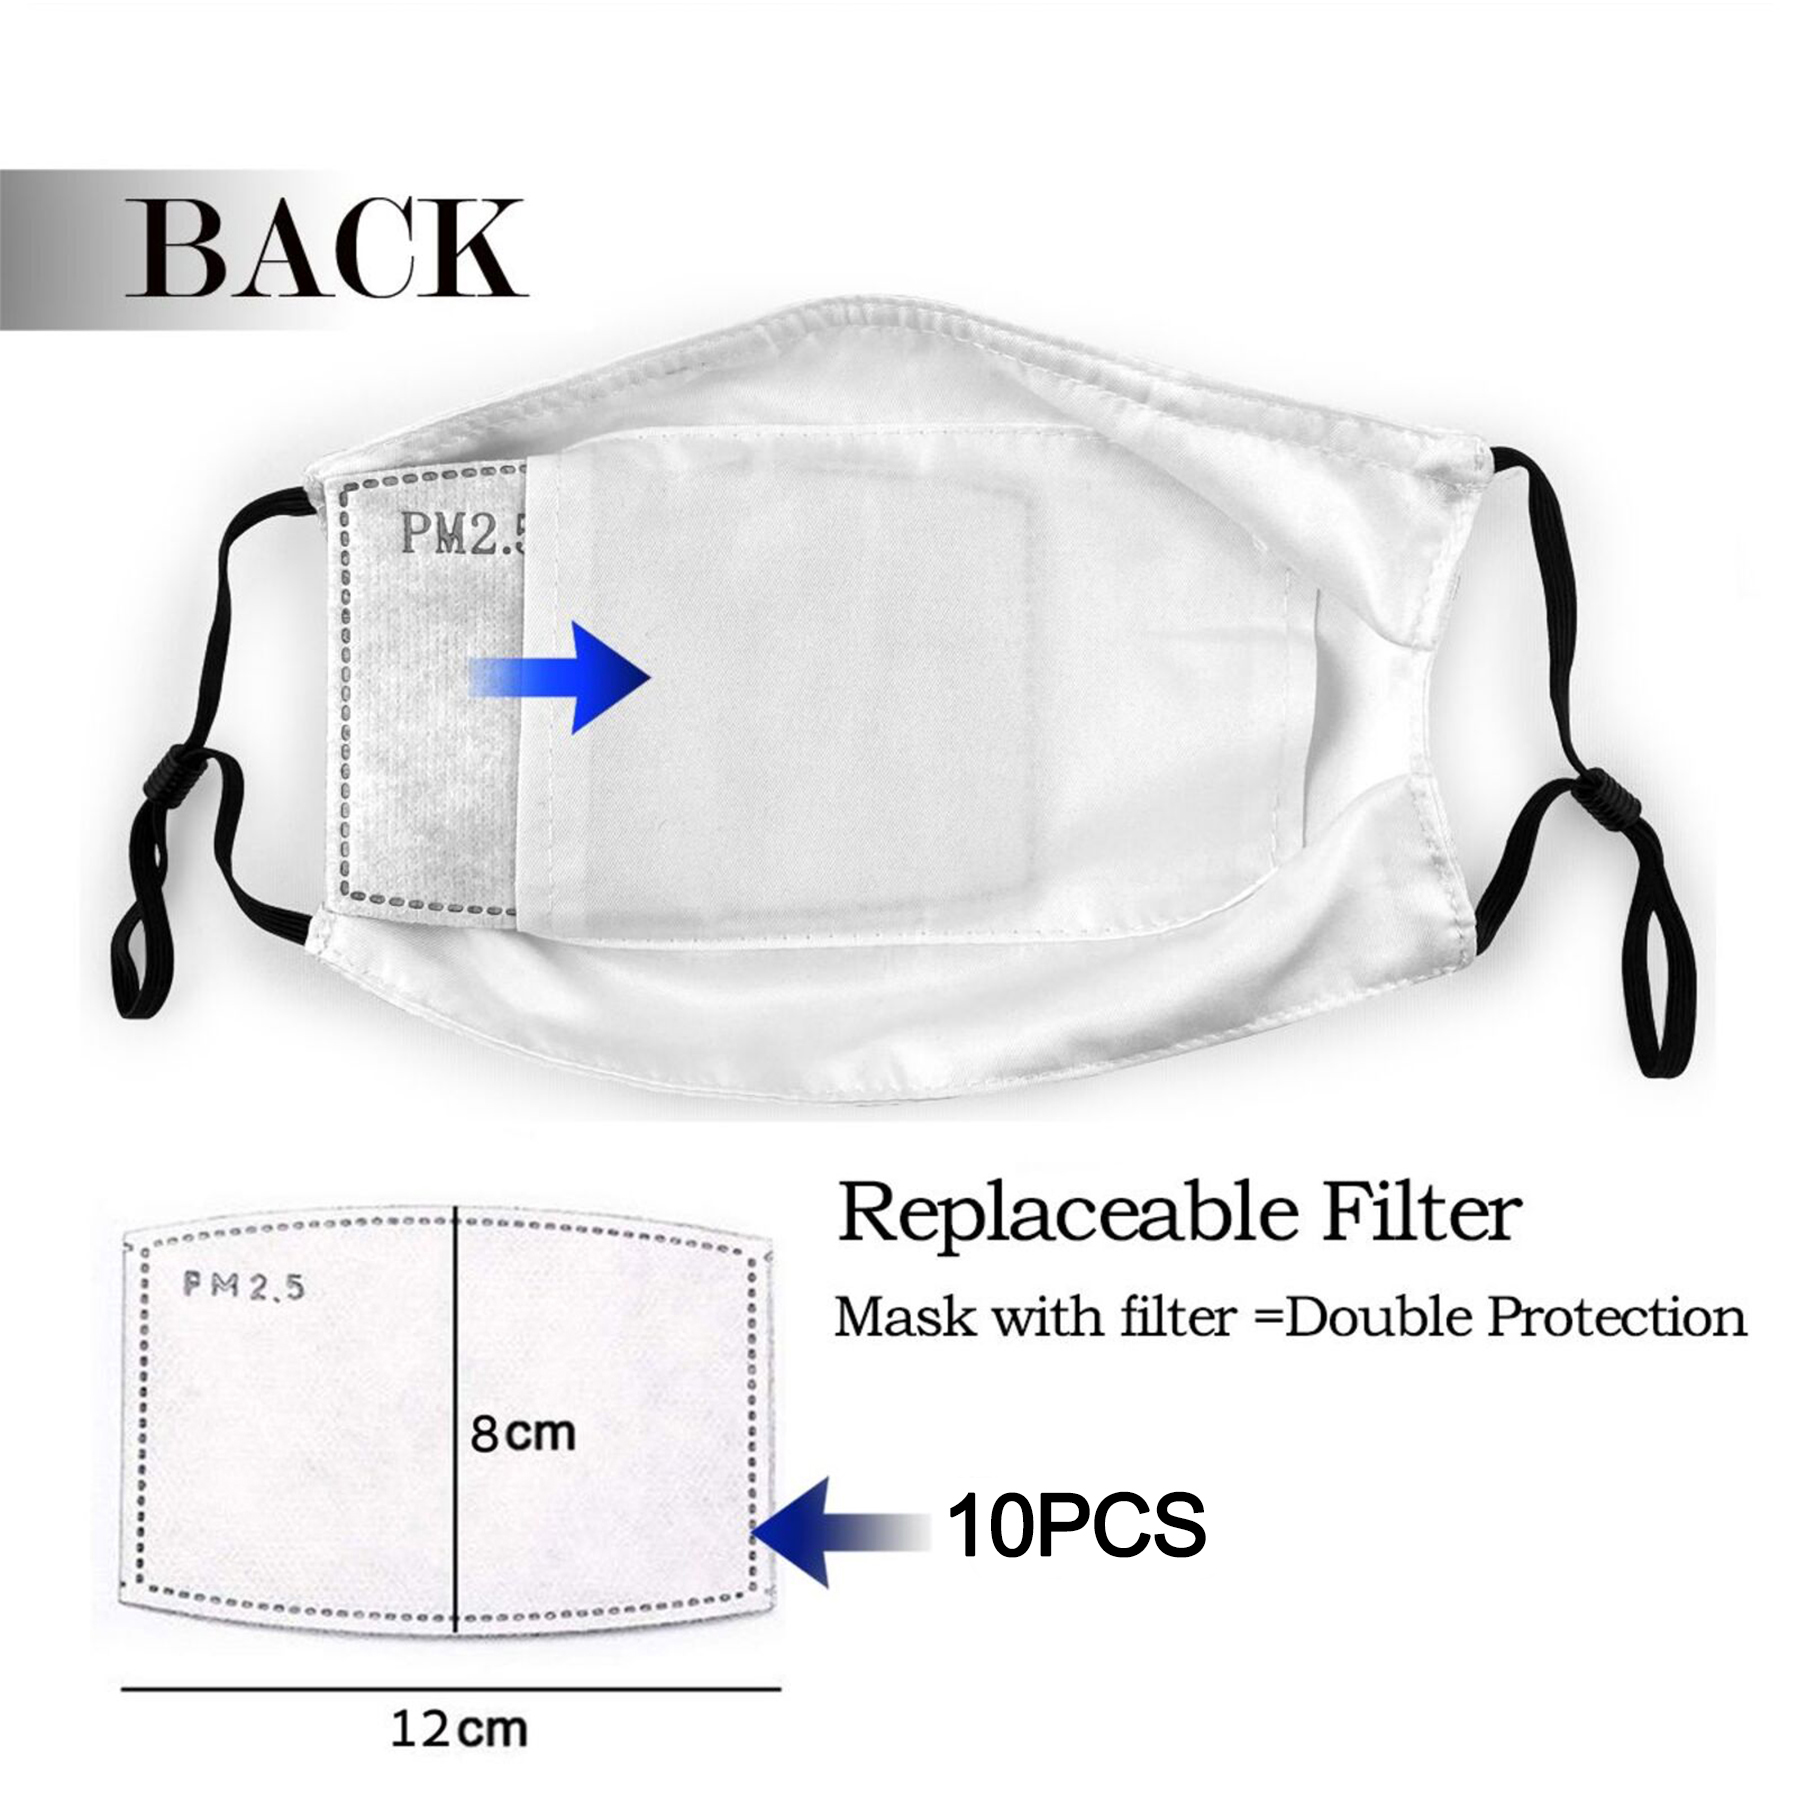 BACK
PM2.5
Replaceable Filter
Mask with filter =Double Protection
PM2.5
8cm
10PCS
12cm